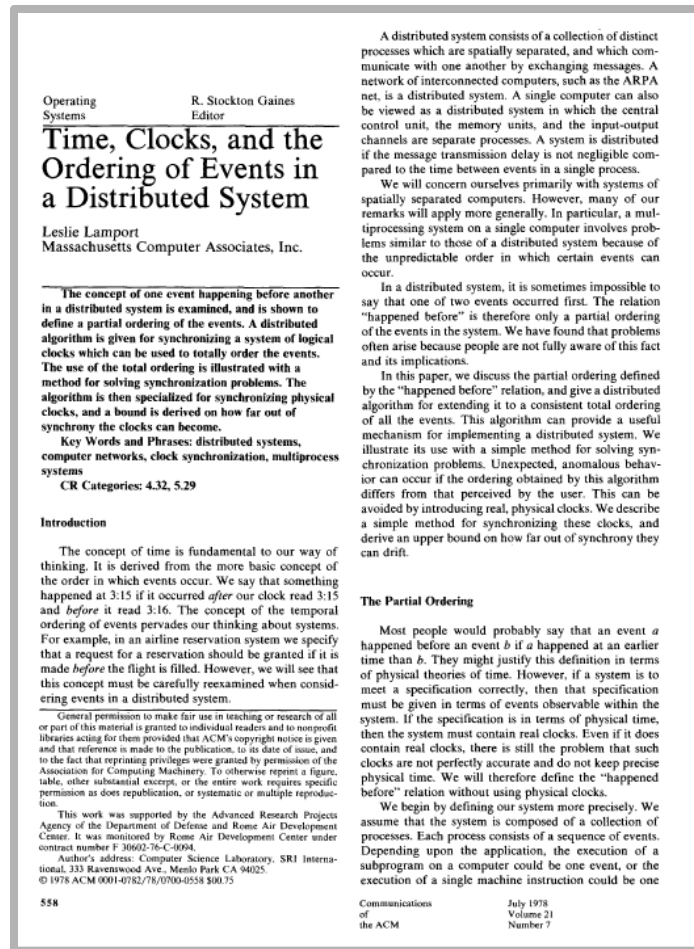 Operating
Systems
R. Stockton Gaines
Editor
Time, Clocks, and the
Ordering of Events in
a Distributed System
Leslie Lamport
Massachusetts Computer Associates, Inc.
The concept of one event happening before another
in a distributed system is examined, and is shown to
define a partial ordering of the events. A distributed
algorithm is given for synchronizing a system of logical
clocks which can be used to totally order the events.
The use of the total ordering is illustrated with a
method for solving synchronization problems. The
algorithm is then specialized for synchronizing physical
clocks, and a bound is derived on how far out of
synchrony the clocks can become.
Key Words and Phrases: distributed systems,
computer networks, clock synchronization, multiprocess
systems
CR Categories: 4.32, 5.29
Introduction
The concept of time is fundamental to our way of
thinking. It is derived from the more basic concept of
the order in which events occur. We say that something
happened at 3:15 if it occurred after our clock read 3:15
and before it read 3:16. The concept of the temporal
ordering of events pervades our thinking about systems.
For example, in an airline reservation system we specify
that a request for a reservation should be granted if it is
made before the flight is filled. However, we will see that
this concept must be carefully reexamined when consid-
ering events in a distributed system.
General permission to make fair use in teaching or research of all
or part of this material is granted to individual readers and to nonprofit
libraries acting for them provided that ACM's copyright notice is given
and that reference is made to the publication, to its date of issue, and
to the fact that reprinting privileges were granted by permission of the
Association for Computing Machinery. To otherwise reprint a figure,
table, other substantial excerpt, or the entire work requires specific
permission as does republication, or systematic or multiple reproduc-
tion.
This work was supported by the Advanced Research Projects
Agency of the Department of Defense and Rome Air Development
Center. It was monitored by Rome Air Development Center under
contract number F 30602-76-C-0094.
Author's address: Computer Science Laboratory, SRI Interna-
tional, 333 Ravenswood Ave., Menlo Park CA 94025.
© 1978 ACM 0001-0782/78/0700-0558 $00.75
558
A distributed system consists of a collection of distinct
processes which are spatially separated, and which com-
municate with one another by exchanging messages. A
network of interconnected computers, such as the ARPA
net, is a distributed system. A single computer can also
be viewed as a distributed system in which the central
control unit, the memory units, and the input-output
channels are separate processes. A system is distributed
if the message transmission delay is not negligible com-
pared to the time between events in a single process.
We will concern ourselves primarily with systems of
spatially separated computers. However, many of our
remarks will apply more generally. In particular, a mul-
tiprocessing system on a single computer involves prob-
lems similar to those of a distributed system because of
the unpredictable order in which certain events can
occur.
In a distributed system, it is sometimes impossible to
say that one of two events occurred first. The relation
"happened before" is therefore only a partial ordering
of the events in the system. We have found that problems
often arise because people are not fully aware of this fact
and its implications.
In this paper, we discuss the partial ordering defined
by the "happened before" relation, and give a distributed
algorithm for extending it to a consistent total ordering
of all the events. This algorithm can provide a useful
mechanism for implementing a distributed system. We
illustrate its use with a simple method for solving syn-
chronization problems. Unexpected, anomalous behav-
ior can occur if the ordering obtained by this algorithm
differs from that perceived by the user. This can be
avoided by introducing real, physical clocks. We describe
a simple method for synchronizing these clocks, and
derive an upper bound on how far out of synchrony they
can drift.
The Partial Ordering
Most people would probably say that an event a
happened before an event b if a happened at an earlier
time than b. They might justify this definition in terms
of physical theories of time. However, if a system is to
meet a specification correctly, then that specification
must be given in terms of events observable within the
system. If the specification is in terms of physical time,
then the system must contain real clocks. Even if it does
contain real clocks, there is still the problem that such
clocks are not perfectly accurate and do not keep precise
physical time. We will therefore define the "happened
before" relation without using physical clocks.
We begin by defining our system more precisely. We
assume that the system is composed of a collection of
processes. Each process consists of a sequence of events.
Depending upon the application, the execution of a
subprogram on a computer could be one event, or the
execution of a single machine instruction could be one
Communications
of
the ACM
July 1978
Volume 21
Number 7